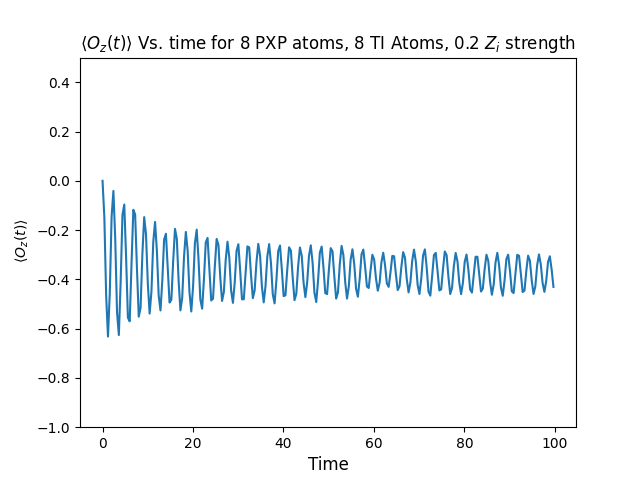 ⟨O_z(t)⟩ Vs. time for 8 PXP atoms, 8 TI Atoms, 0.2 Z_i strength
0.4
0.2
0.0
−0.2
−0.4
−0.6
−0.8
−1.0
⟨O_z(t)⟩
0 20 40 60 80 100
Time